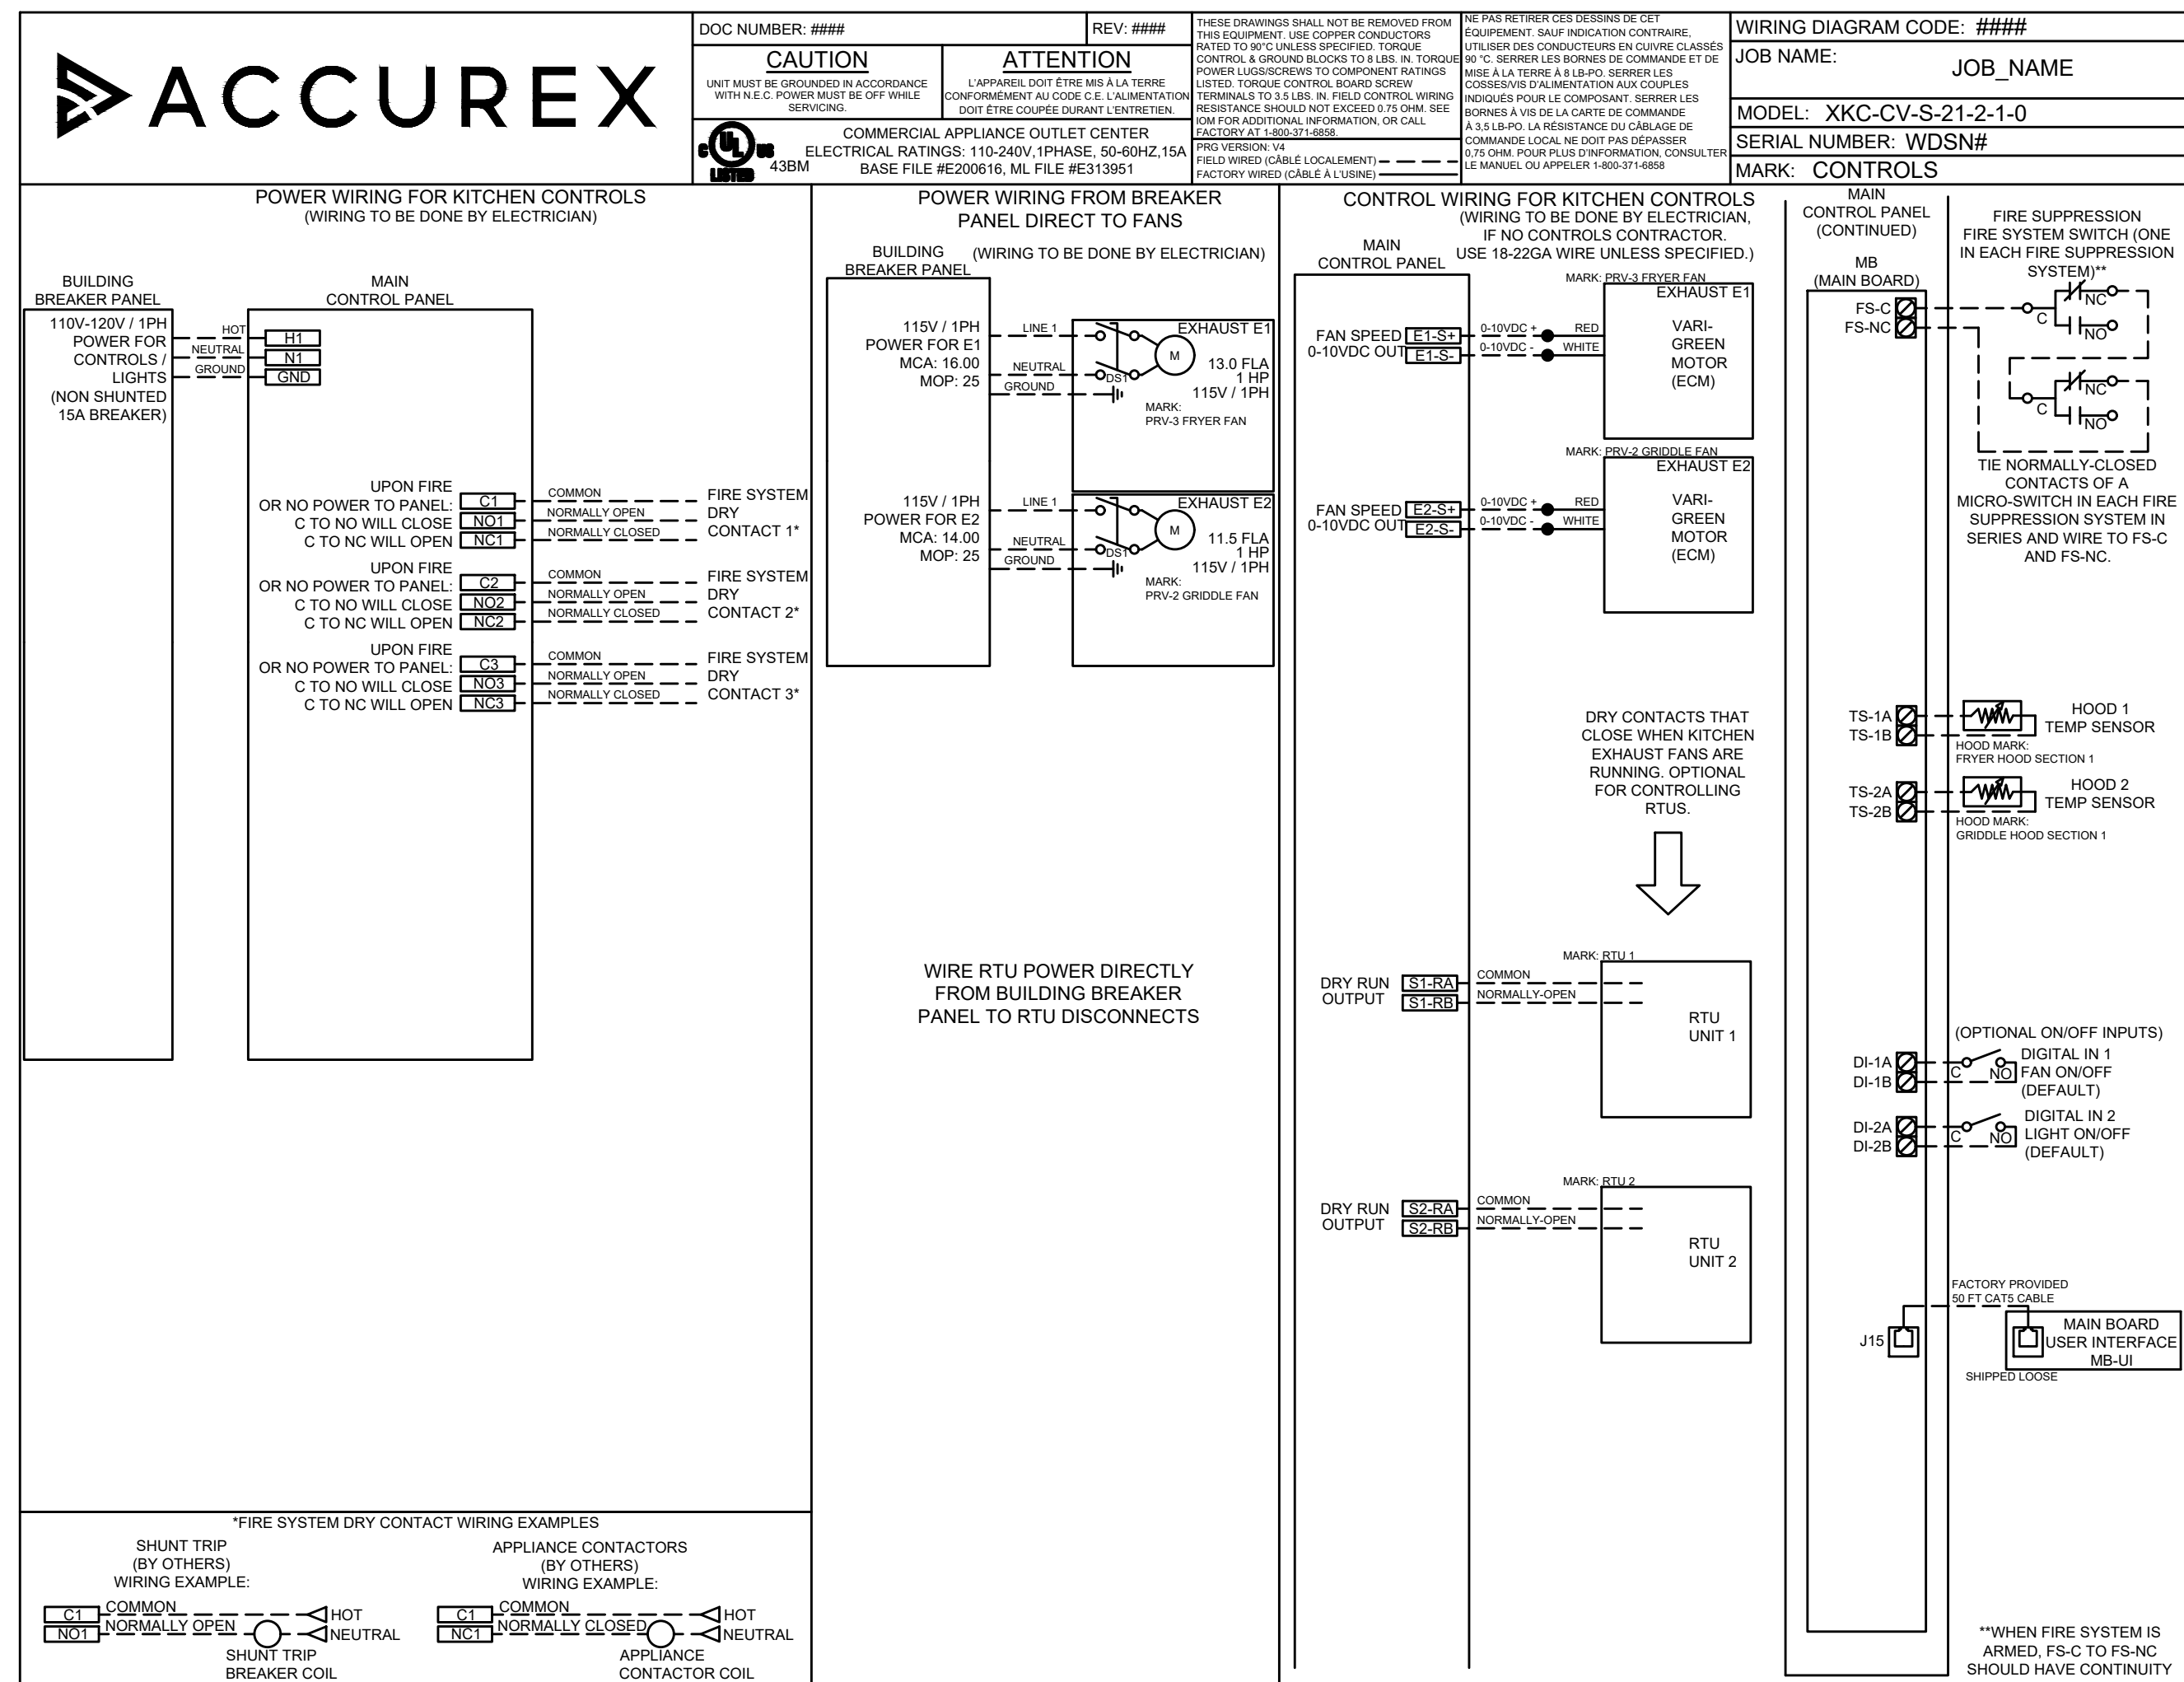 ACCUREX
DOC NUMBER: ####
REV: ####
CAUTION
UNIT MUST BE GROUNDED IN ACCORDANCE
WITH N.E.C. POWER MUST BE OFF WHILE
SERVICING.
ATTENTION
L'APPAREIL DOIT ÊTRE MIS À LA TERRE
CONFORMÉMENT AU CODE C.E. L'ALIMENTATION
DOIT ÊTRE COUPÉE DURANT L'ENTRETIEN.
C UL US
LISTED
43BM
COMMERCIAL APPLIANCE OUTLET CENTER
ELECTRICAL RATINGS: 110-240V,1PHASE, 50-60HZ,15A
BASE FILE #E200616, ML FILE #E313951
THESE DRAWINGS SHALL NOT BE REMOVED FROM
THIS EQUIPMENT. USE COPPER CONDUCTORS
RATED TO 90°C UNLESS SPECIFIED. TORQUE
CONTROL & GROUND BLOCKS TO 8 LBS. IN. TORQUE
POWER LUGS/SCREWS TO COMPONENT RATINGS
LISTED. TORQUE CONTROL BOARD SCREW
TERMINALS TO 3.5 LBS. IN. FIELD CONTROL WIRING
RESISTANCE SHOULD NOT EXCEED 0.75 OHM. SEE
IOM FOR ADDITIONAL INFORMATION, OR CALL
FACTORY AT 1-800-371-6858.
PRG VERSION: V4
FIELD WIRED (CÂBLÉ LOCALEMENT)
FACTORY WIRED (CÂBLÉ À L'USINE)
NE PAS RETIRER CES DESSINS DE CET
ÉQUIPEMENT. SAUF INDICATION CONTRAIRE,
UTILISER DES CONDUCTEURS EN CUIVRE CLASSÉS
90 °C. SERRER LES BORNES DE COMMANDE ET DE
MISE À LA TERRE À 8 LB-PO. SERRER LES
COSSES/VIS D'ALIMENTATION AUX COUPLES
INDIQUÉS POUR LE COMPOSANT. SERRER LES
BORNES À VIS DE LA CARTE DE COMMANDE
À 3,5 LB-PO. LA RÉSISTANCE DU CÂBLAGE DE
COMMANDE LOCAL NE DOIT PAS DÉPASSER
0,75 OHM. POUR PLUS D'INFORMATION, CONSULTER
LE MANUEL OU APPELER 1-800-371-6858
WIRING DIAGRAM CODE: ####
JOB NAME:
JOB_NAME
MODEL: XKC-CV-S-21-2-1-0
SERIAL NUMBER: WDSN#
MARK: CONTROLS
POWER WIRING FOR KITCHEN CONTROLS
(WIRING TO BE DONE BY ELECTRICIAN)
BUILDING
BREAKER PANEL
MAIN
CONTROL PANEL
110V-120V / 1PH
POWER FOR
CONTROLS /
LIGHTS
(NON SHUNTED
15A BREAKER)
HOT
H1
NEUTRAL
N1
GROUND
GND
UPON FIRE
OR NO POWER TO PANEL:
C TO NO WILL CLOSE
C TO NC WILL OPEN
C1
NO1
NC1
COMMON
NORMALLY OPEN
NORMALLY CLOSED
FIRE SYSTEM
DRY
CONTACT 1*
UPON FIRE
OR NO POWER TO PANEL:
C TO NO WILL CLOSE
C TO NC WILL OPEN
C2
NO2
NC2
COMMON
NORMALLY OPEN
NORMALLY CLOSED
FIRE SYSTEM
DRY
CONTACT 2*
UPON FIRE
OR NO POWER TO PANEL:
C TO NO WILL CLOSE
C TO NC WILL OPEN
C3
NO3
NC3
COMMON
NORMALLY OPEN
NORMALLY CLOSED
FIRE SYSTEM
DRY
CONTACT 3*
*FIRE SYSTEM DRY CONTACT WIRING EXAMPLES
SHUNT TRIP
(BY OTHERS)
WIRING EXAMPLE:
C1
COMMON
HOT
NO1
NORMALLY OPEN
NEUTRAL
SHUNT TRIP
BREAKER COIL
APPLIANCE CONTACTORS
(BY OTHERS)
WIRING EXAMPLE:
C1
COMMON
HOT
NC1
NORMALLY CLOSED
NEUTRAL
APPLIANCE
CONTACTOR COIL
POWER WIRING FROM BREAKER
PANEL DIRECT TO FANS
(WIRING TO BE DONE BY ELECTRICIAN)
BUILDING
BREAKER PANEL
115V / 1PH
POWER FOR E1
MCA: 16.00
MOP: 25
LINE 1
NEUTRAL
GROUND
DS1
M
EXHAUST E1
13.0 FLA
1 HP
115V / 1PH
MARK:
PRV-3 FRYER FAN
115V / 1PH
POWER FOR E2
MCA: 14.00
MOP: 25
LINE 1
NEUTRAL
GROUND
DS1
M
EXHAUST E2
11.5 FLA
1 HP
115V / 1PH
MARK:
PRV-2 GRIDDLE FAN
WIRE RTU POWER DIRECTLY
FROM BUILDING BREAKER
PANEL TO RTU DISCONNECTS
CONTROL WIRING FOR KITCHEN CONTROLS
(WIRING TO BE DONE BY ELECTRICIAN,
IF NO CONTROLS CONTRACTOR.
USE 18-22GA WIRE UNLESS SPECIFIED.)
MAIN
CONTROL PANEL
MARK: PRV-3 FRYER FAN
EXHAUST E1
FAN SPEED
0-10VDC OUT
E1-S+
E1-S-
0-10VDC +
0-10VDC -
RED
WHITE
VARI-
GREEN
MOTOR
(ECM)
MARK: PRV-2 GRIDDLE FAN
EXHAUST E2
FAN SPEED
0-10VDC OUT
E2-S+
E2-S-
0-10VDC +
0-10VDC -
RED
WHITE
VARI-
GREEN
MOTOR
(ECM)
DRY CONTACTS THAT
CLOSE WHEN KITCHEN
EXHAUST FANS ARE
RUNNING. OPTIONAL
FOR CONTROLLING
RTUS.
MARK: RTU 1
DRY RUN
OUTPUT
S1-RA
S1-RB
COMMON
NORMALLY-OPEN
RTU
UNIT 1
MARK: RTU 2
DRY RUN
OUTPUT
S2-RA
S2-RB
COMMON
NORMALLY-OPEN
RTU
UNIT 2
MAIN
CONTROL PANEL
(CONTINUED)
MB
(MAIN BOARD)
FIRE SUPPRESSION
FIRE SYSTEM SWITCH (ONE
IN EACH FIRE SUPPRESSION
SYSTEM)**
FS-C
FS-NC
C
NC
NO
C
NC
NO
TIE NORMALLY-CLOSED
CONTACTS OF A
MICRO-SWITCH IN EACH FIRE
SUPPRESSION SYSTEM IN
SERIES AND WIRE TO FS-C
AND FS-NC.
TS-1A
TS-1B
HOOD 1
TEMP SENSOR
HOOD MARK:
FRYER HOOD SECTION 1
TS-2A
TS-2B
HOOD 2
TEMP SENSOR
HOOD MARK:
GRIDDLE HOOD SECTION 1
(OPTIONAL ON/OFF INPUTS)
DI-1A
DI-1B
C
NO
DIGITAL IN 1
FAN ON/OFF
(DEFAULT)
DI-2A
DI-2B
C
NO
DIGITAL IN 2
LIGHT ON/OFF
(DEFAULT)
FACTORY PROVIDED
50 FT CAT5 CABLE
J15
MAIN BOARD
USER INTERFACE
MB-UI
SHIPPED LOOSE
**WHEN FIRE SYSTEM IS
ARMED, FS-C TO FS-NC
SHOULD HAVE CONTINUITY